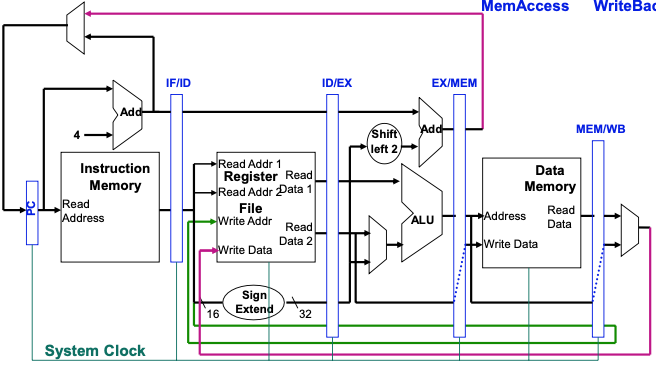 MemAccess WriteBac
IF/ID
ID/EX
EX/MEM
MEM/WB
Add
4
Shift
left 2
Add
Instruction
Memory
Read
Address
PC
Read Addr 1
Register
Read Addr 2
File
Write Addr
Write Data
Read
Data 1
Read
Data 2
ALU
Data
Memory
Address
Read
Data
Write Data
Sign
Extend
16
32
System Clock